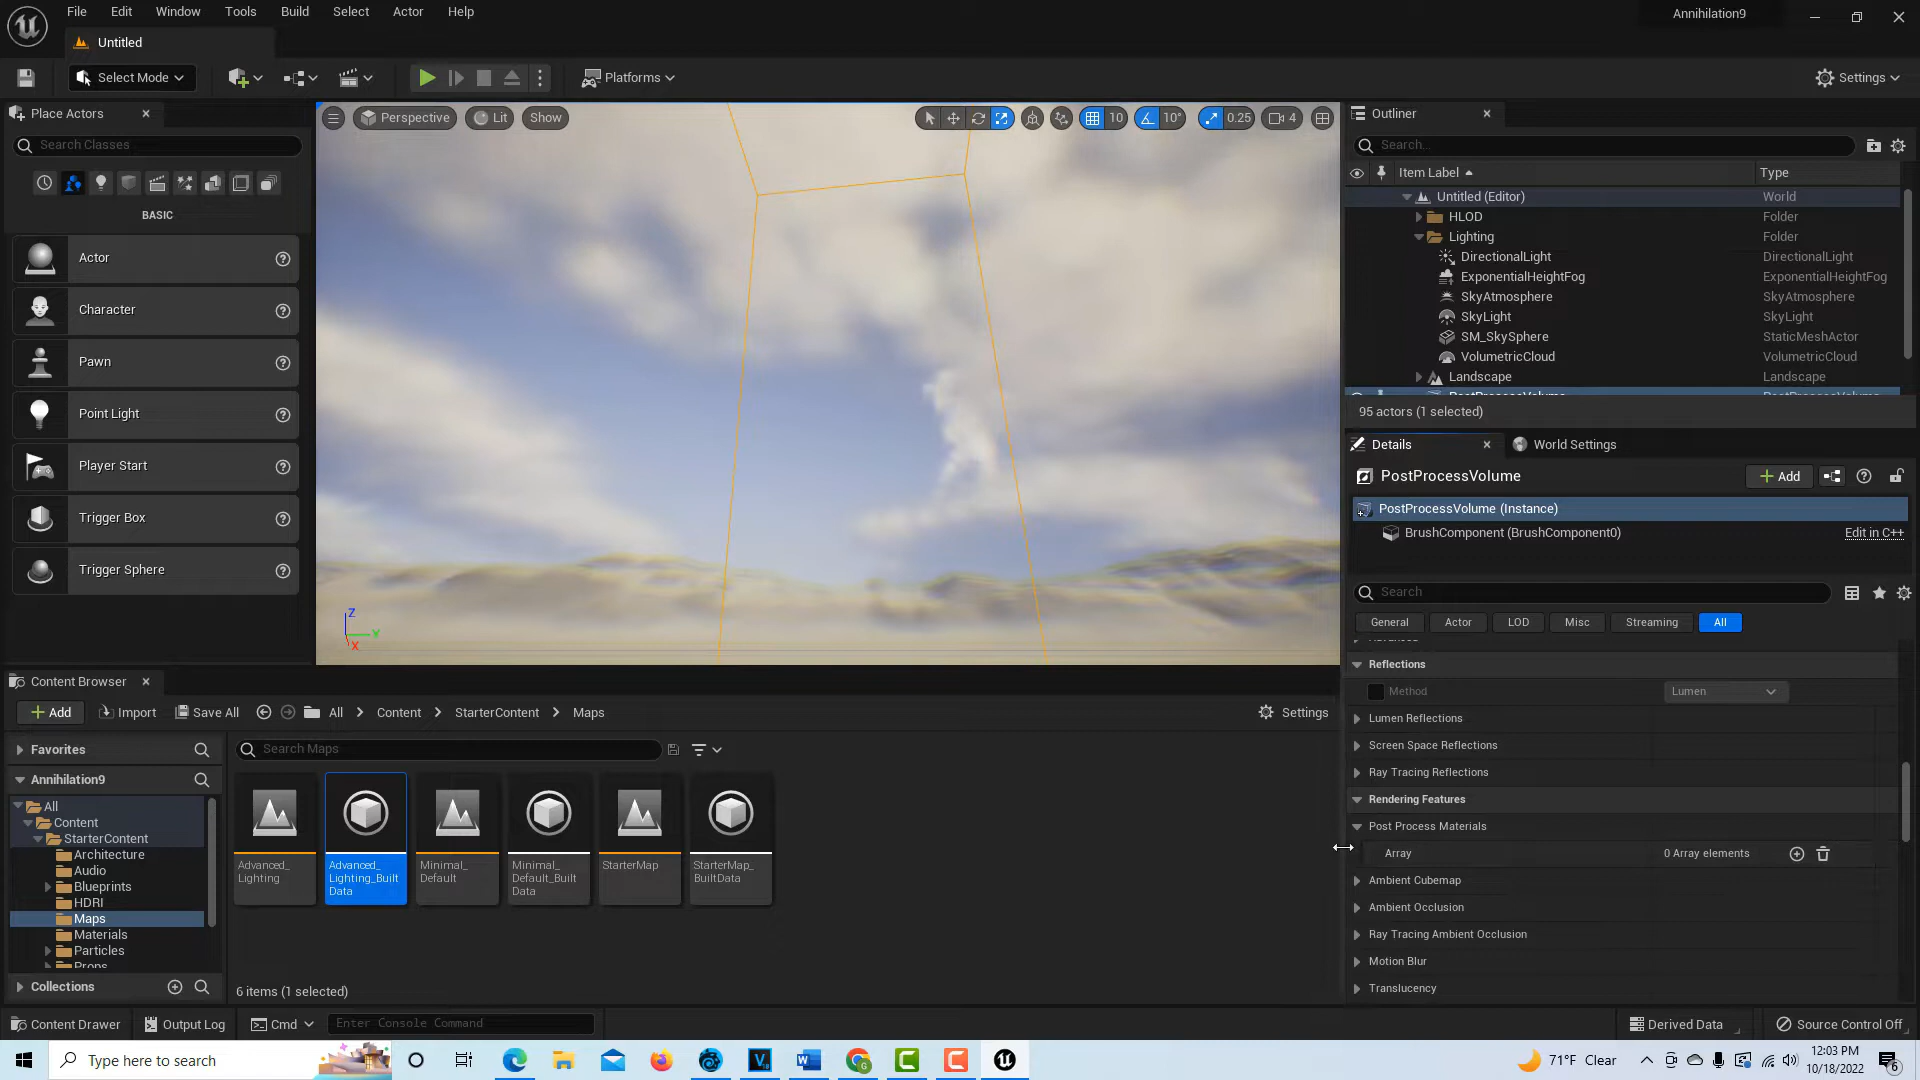 File Edit Window Tools Build Select Actor Help
Annihilation9
Untitled
Select Mode
Platforms
Settings
Place Actors
Search Classes
BASIC
Actor
Character
Pawn
Point Light
Player Start
Trigger Box
Trigger Sphere
Perspective Lit Show
10 10° 0.25 4
Z
Y
X
Outliner
Search...
Item Label Type
Untitled (Editor) World
HLOD Folder
Lighting Folder
DirectionalLight DirectionalLight
ExponentialHeightFog ExponentialHeightFog
SkyAtmosphere SkyAtmosphere
SkyLight SkyLight
SM_SkySphere StaticMeshActor
VolumetricCloud VolumetricCloud
Landscape Landscape
PostProcessVolume PostProcessVolume
95 actors (1 selected)
Details World Settings
PostProcessVolume Add
PostProcessVolume (Instance)
BrushComponent (BrushComponent0) Edit in C++
Search
General Actor LOD Misc Streaming All
Advanced
Reflections
Method Lumen
Lumen Reflections
Screen Space Reflections
Ray Tracing Reflections
Rendering Features
Post Process Materials
Array 0 Array elements
Ambient Cubemap
Ambient Occlusion
Ray Tracing Ambient Occlusion
Motion Blur
Translucency
Content Browser
Add Import Save All All Content StarterContent Maps Settings
Favorites
Search Maps
Annihilation9
All
Content
StarterContent
Architecture
Audio
Blueprints
HDRI
Maps
Materials
Particles
Props
Collections
Advanced_
Lighting
Advanced_
Lighting_Built
Data
Minimal_
Default
Minimal_
Default_Built
Data
StarterMap
StarterMap_
BuiltData
6 items (1 selected)
Content Drawer Output Log Cmd Enter Console Command Derived Data Source Control Off
Type here to search
71°F Clear
12:03 PM
10/18/2022
6